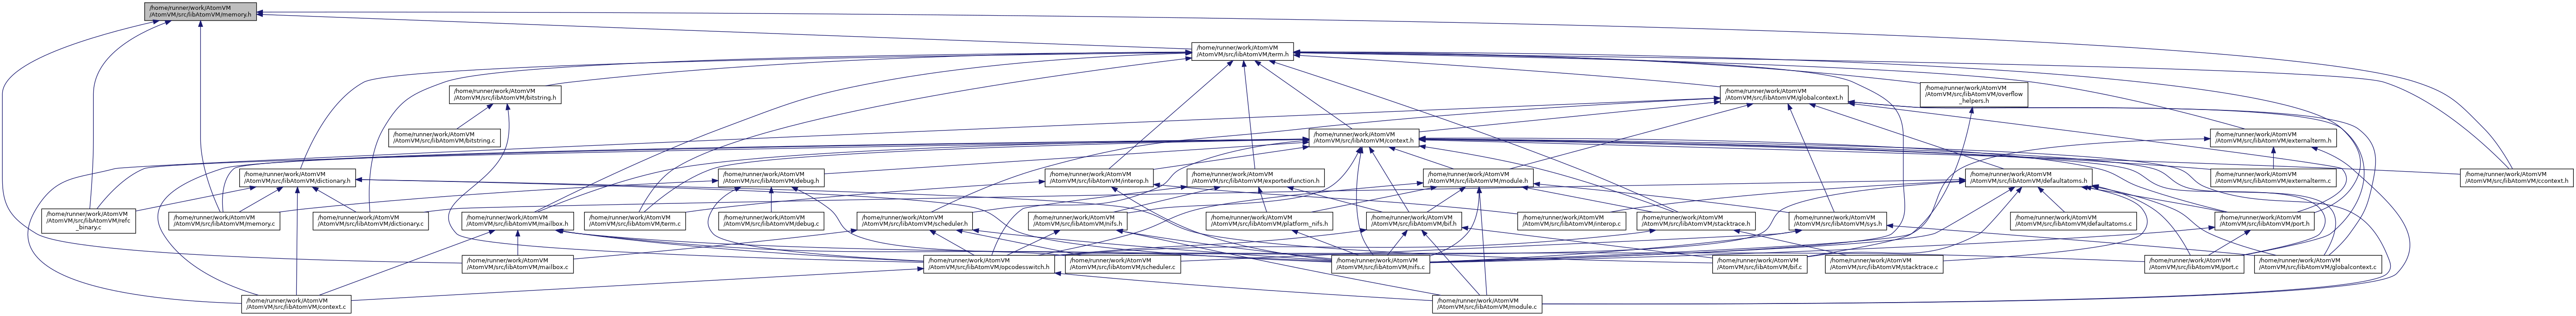 /home/runner/work/AtomVM
/AtomVM/src/libAtomVM/memory.h
/home/runner/work/AtomVM
/AtomVM/src/libAtomVM/term.h
/home/runner/work/AtomVM
/AtomVM/src/libAtomVM/bitstring.h
/home/runner/work/AtomVM
/AtomVM/src/libAtomVM/globalcontext.h
/home/runner/work/AtomVM
/AtomVM/src/libAtomVM/overflow
_helpers.h
/home/runner/work/AtomVM
/AtomVM/src/libAtomVM/bitstring.c
/home/runner/work/AtomVM
/AtomVM/src/libAtomVM/context.h
/home/runner/work/AtomVM
/AtomVM/src/libAtomVM/externalterm.h
/home/runner/work/AtomVM
/AtomVM/src/libAtomVM/dictionary.h
/home/runner/work/AtomVM
/AtomVM/src/libAtomVM/debug.h
/home/runner/work/AtomVM
/AtomVM/src/libAtomVM/interop.h
/home/runner/work/AtomVM
/AtomVM/src/libAtomVM/exportedfunction.h
/home/runner/work/AtomVM
/AtomVM/src/libAtomVM/module.h
/home/runner/work/AtomVM
/AtomVM/src/libAtomVM/defaultatoms.h
/home/runner/work/AtomVM
/AtomVM/src/libAtomVM/externalterm.c
/home/runner/work/AtomVM
/AtomVM/src/libAtomVM/ccontext.h
/home/runner/work/AtomVM
/AtomVM/src/libAtomVM/refc
_binary.c
/home/runner/work/AtomVM
/AtomVM/src/libAtomVM/memory.c
/home/runner/work/AtomVM
/AtomVM/src/libAtomVM/dictionary.c
/home/runner/work/AtomVM
/AtomVM/src/libAtomVM/mailbox.h
/home/runner/work/AtomVM
/AtomVM/src/libAtomVM/term.c
/home/runner/work/AtomVM
/AtomVM/src/libAtomVM/debug.c
/home/runner/work/AtomVM
/AtomVM/src/libAtomVM/scheduler.h
/home/runner/work/AtomVM
/AtomVM/src/libAtomVM/nifs.h
/home/runner/work/AtomVM
/AtomVM/src/libAtomVM/platform_nifs.h
/home/runner/work/AtomVM
/AtomVM/src/libAtomVM/bif.h
/home/runner/work/AtomVM
/AtomVM/src/libAtomVM/interop.c
/home/runner/work/AtomVM
/AtomVM/src/libAtomVM/stacktrace.h
/home/runner/work/AtomVM
/AtomVM/src/libAtomVM/sys.h
/home/runner/work/AtomVM
/AtomVM/src/libAtomVM/defaultatoms.c
/home/runner/work/AtomVM
/AtomVM/src/libAtomVM/port.h
/home/runner/work/AtomVM
/AtomVM/src/libAtomVM/mailbox.c
/home/runner/work/AtomVM
/AtomVM/src/libAtomVM/opcodesswitch.h
/home/runner/work/AtomVM
/AtomVM/src/libAtomVM/scheduler.c
/home/runner/work/AtomVM
/AtomVM/src/libAtomVM/nifs.c
/home/runner/work/AtomVM
/AtomVM/src/libAtomVM/bif.c
/home/runner/work/AtomVM
/AtomVM/src/libAtomVM/stacktrace.c
/home/runner/work/AtomVM
/AtomVM/src/libAtomVM/port.c
/home/runner/work/AtomVM
/AtomVM/src/libAtomVM/globalcontext.c
/home/runner/work/AtomVM
/AtomVM/src/libAtomVM/context.c
/home/runner/work/AtomVM
/AtomVM/src/libAtomVM/module.c